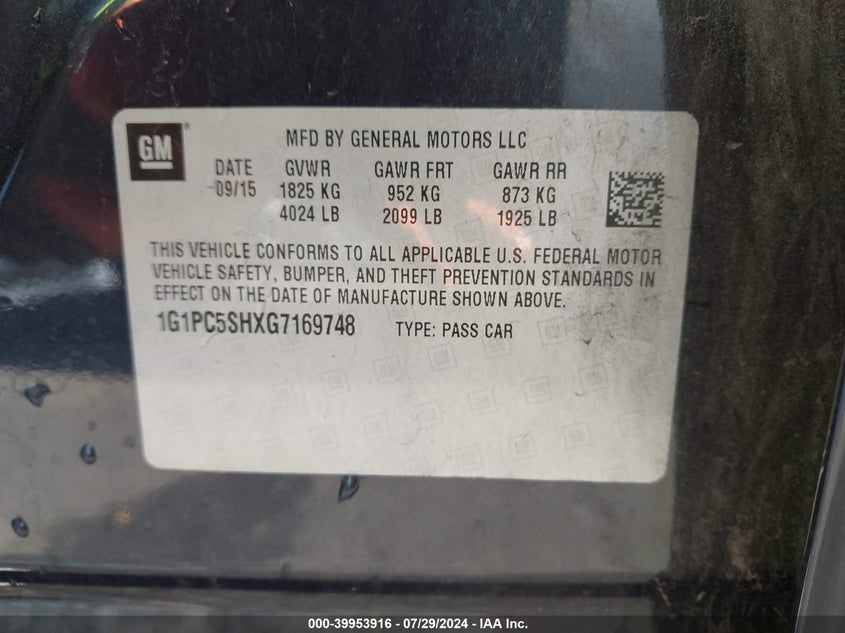 GM
MFD BY GENERAL MOTORS LLC
DATE GVWR GAWR FRT GAWR RR
09/15 1825 KG 952 KG 873 KG
4024 LB 2099 LB 1925 LB
THIS VEHICLE CONFORMS TO ALL APPLICABLE U.S. FEDERAL MOTOR
VEHICLE SAFETY, BUMPER, AND THEFT PREVENTION STANDARDS IN
EFFECT ON THE DATE OF MANUFACTURE SHOWN ABOVE.
1G1PC5SHXG7169748 TYPE: PASS CAR
000-39953916 - 07/29/2024 - IAA Inc.